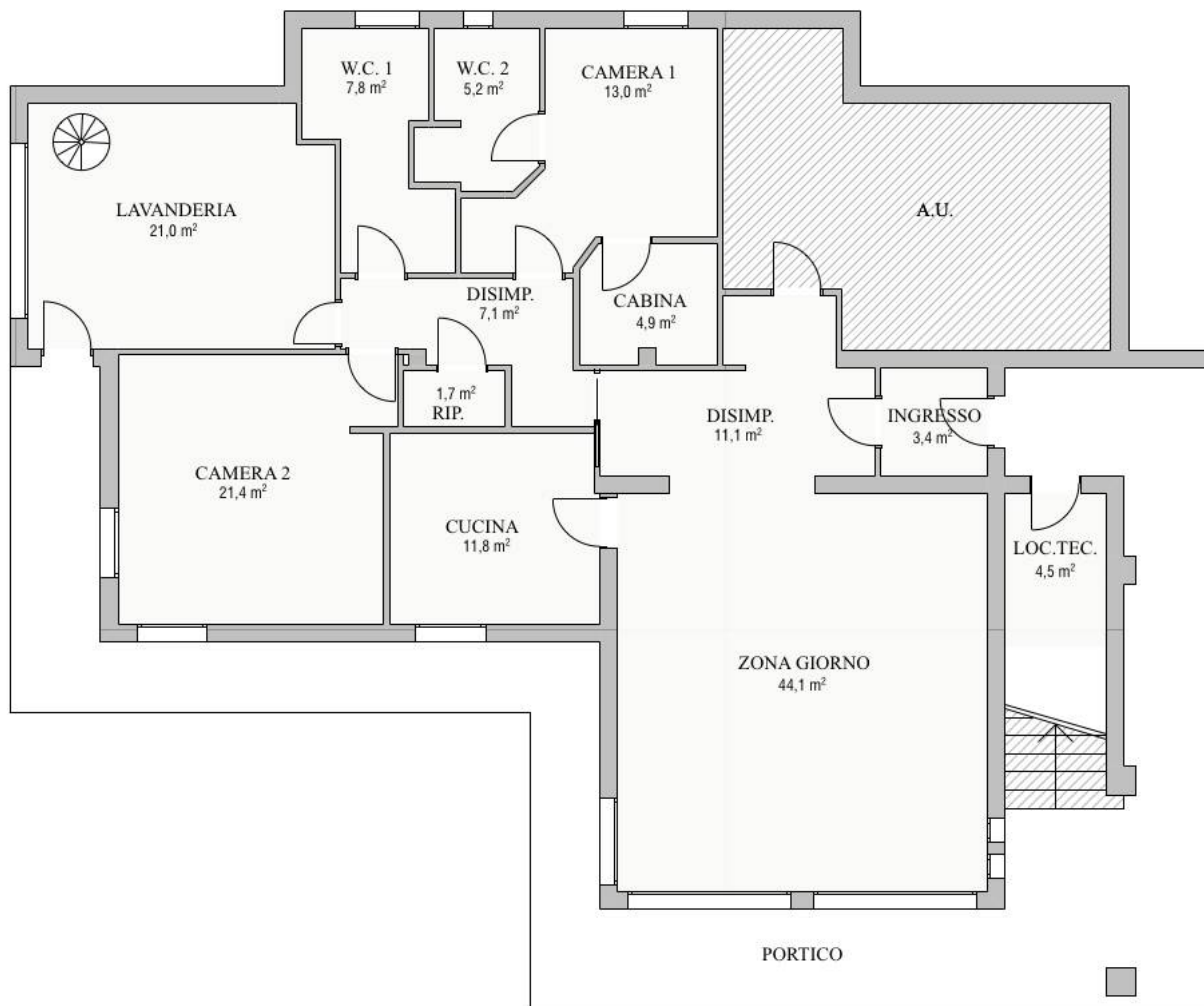 W.C. 1
7,8 m²
W.C. 2
5,2 m²
CAMERA 1
13,0 m²
LAVANDERIA
21,0 m²
A.U.
DISIMP.
7,1 m²
CABINA
4,9 m²
1,7 m²
RIP.
DISIMP.
11,1 m²
INGRESSO
3,4 m²
CAMERA 2
21,4 m²
CUCINA
11,8 m²
LOC.TEC.
4,5 m²
ZONA GIORNO
44,1 m²
PORTICO